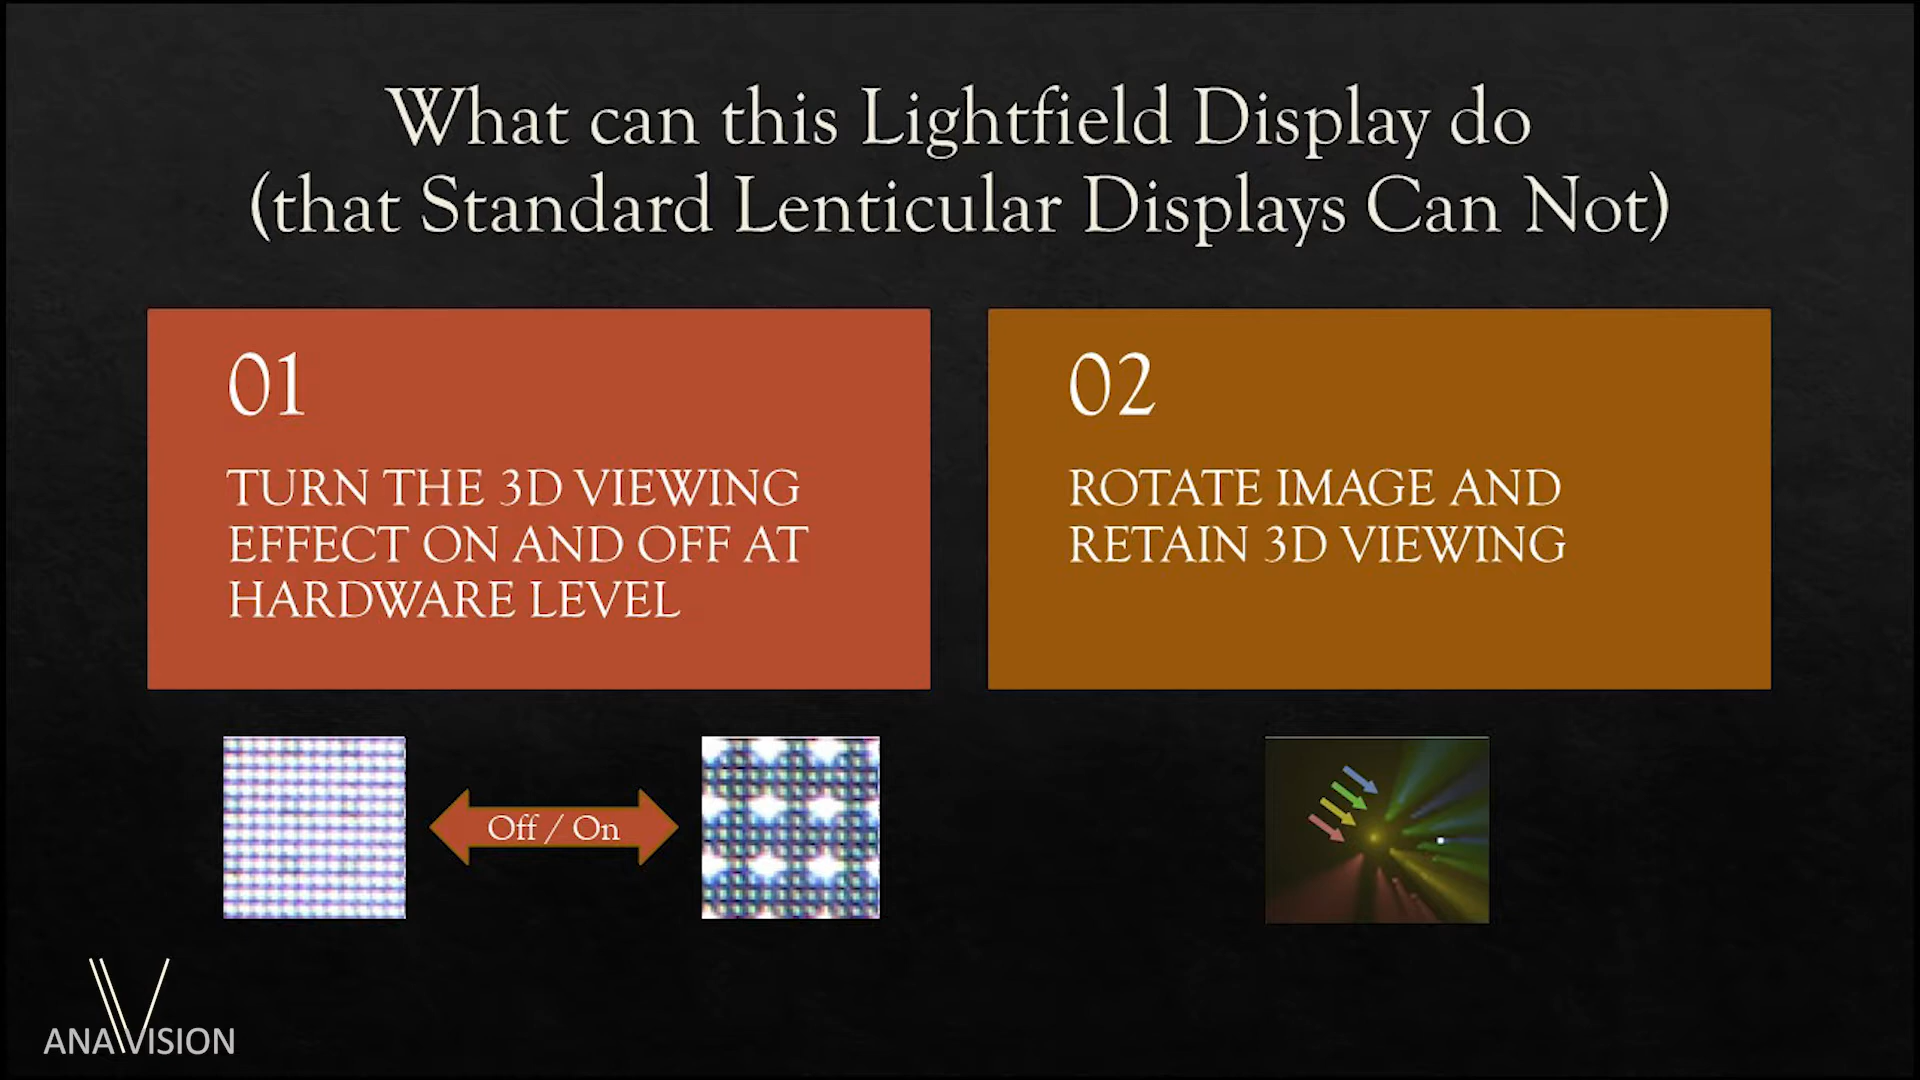 What can this Lightfield Display do
(that Standard Lenticular Displays Can Not)
01
TURN THE 3D VIEWING
EFFECT ON AND OFF AT
HARDWARE LEVEL
02
ROTATE IMAGE AND
RETAIN 3D VIEWING
Off / On
ANAVISION